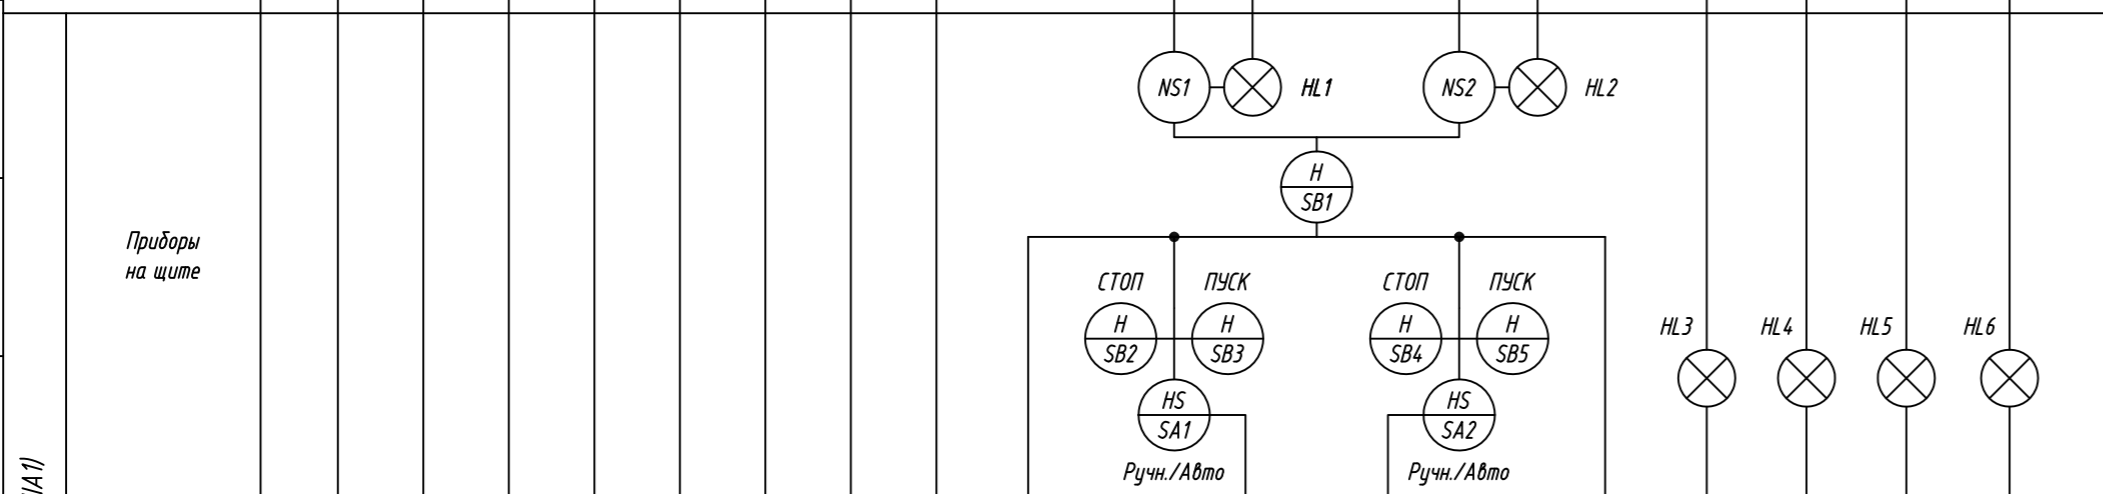 NS1
HL1
NS2
HL2
H
SB1
Приборы
на щите
СТОП
ПУСК
СТОП
ПУСК
H
SB2
H
SB3
H
SB4
H
SB5
HL3
HL4
HL5
HL6
HS
SA1
HS
SA2
Ручн./Авто
Ручн./Авто